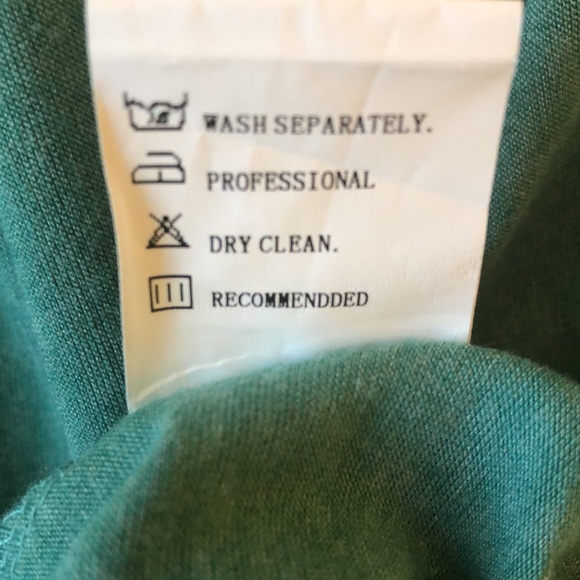 WASH SEPARATELY.
PROFESSIONAL
DRY CLEAN.
RECOMMENDDED